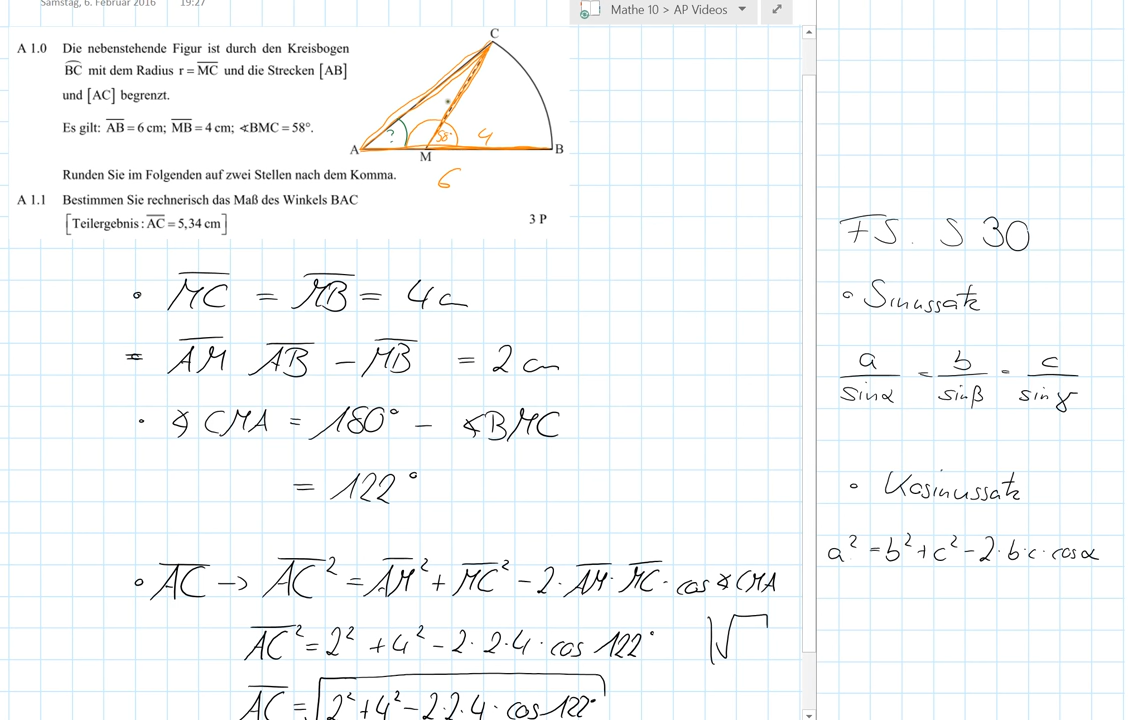 Samstag, 6. Februar 2016 19:27
Mathe 10 > AP Videos
A 1.0 Die nebenstehende Figur ist durch den Kreisbogen
BC mit dem Radius r = MC und die Strecken [AB]
und [AC] begrenzt.
Es gilt: AB = 6 cm; MB = 4 cm; ∢BMC = 58°.
Runden Sie im Folgenden auf zwei Stellen nach dem Komma.
A 1.1 Bestimmen Sie rechnerisch das Maß des Winkels BAC
[Teilergebnis: AC = 5,34 cm]
3 P
C
A ? 58° 4 B
M
6
• MC = MB = 4 cm
= AM AB − MB = 2 cm
• ∢ CMA = 180° − ∢BMC
= 122°
• AC → AC² = AM² + MC² − 2 · AM · MC · cos ∢ CMA
AC² = 2² + 4² − 2 · 2 · 4 · cos 122° √
AC = √2² + 4² − 2 · 2 · 4 · cos 122°
FS. S 30
• Sinussatz
a/sinα = b/sinβ = c/sinγ
• Kosinussatz
a² = b² + c² − 2 · b · c · cosα